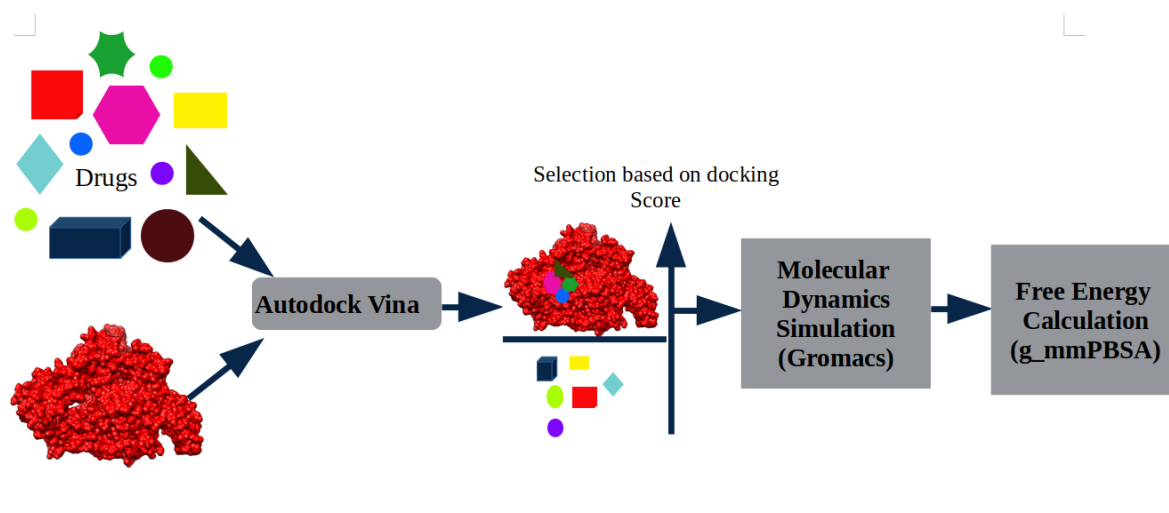 Drugs
Autodock Vina
Selection based on docking
Score
Molecular
Dynamics
Simulation
(Gromacs)
Free Energy
Calculation
(g_mmPBSA)